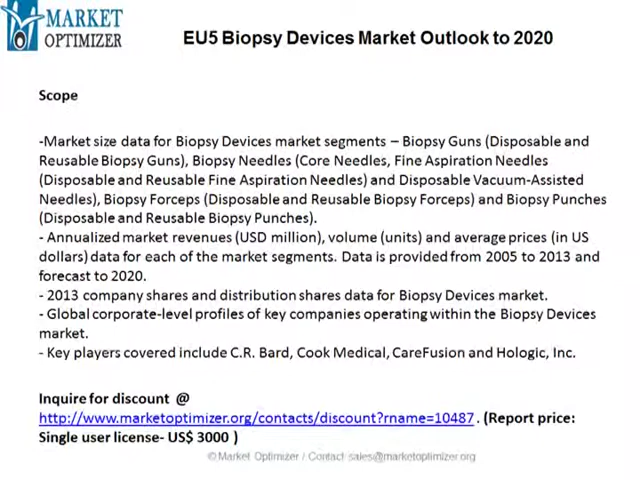 MARKET
OPTIMIZER
EU5 Biopsy Devices Market Outlook to 2020
Scope
-Market size data for Biopsy Devices market segments – Biopsy Guns (Disposable and
Reusable Biopsy Guns), Biopsy Needles (Core Needles, Fine Aspiration Needles
(Disposable and Reusable Fine Aspiration Needles) and Disposable Vacuum-Assisted
Needles), Biopsy Forceps (Disposable and Reusable Biopsy Forceps) and Biopsy Punches
(Disposable and Reusable Biopsy Punches).
- Annualized market revenues (USD million), volume (units) and average prices (in US
dollars) data for each of the market segments. Data is provided from 2005 to 2013 and
forecast to 2020.
- 2013 company shares and distribution shares data for Biopsy Devices market.
- Global corporate-level profiles of key companies operating within the Biopsy Devices
market.
- Key players covered include C.R. Bard, Cook Medical, CareFusion and Hologic, Inc.
Inquire for discount @
http://www.marketoptimizer.org/contacts/discount?rname=10487 . (Report price:
Single user license- US$ 3000 )
© Market Optimizer / Contact sales@marketoptimizer.org